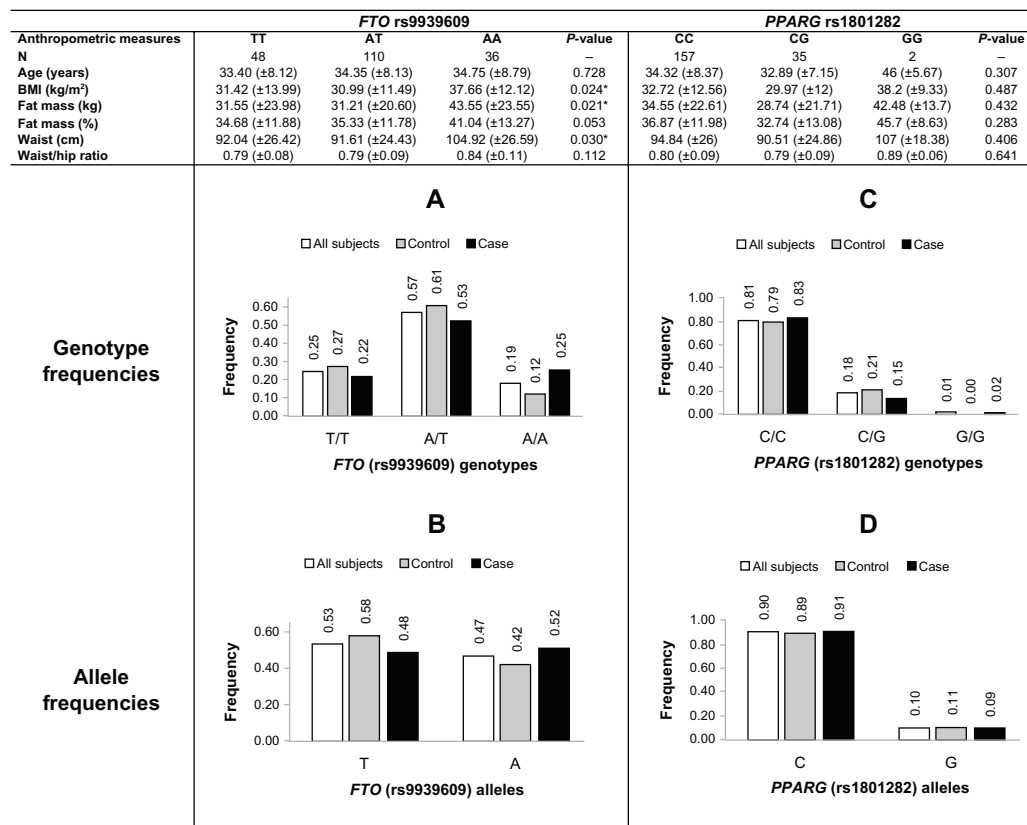 FTO rs9939609 PPARG rs1801282
Anthropometric measures TT AT AA P-value CC CG GG P-value
N 48 110 36 – 157 35 2 –
Age (years) 33.40 (±8.12) 34.35 (±8.13) 34.75 (±8.79) 0.728 34.32 (±8.37) 32.89 (±7.15) 46 (±5.67) 0.307
BMI (kg/m²) 31.42 (±13.99) 30.99 (±11.49) 37.66 (±12.12) 0.024* 32.72 (±12.56) 29.97 (±12) 38.2 (±9.33) 0.487
Fat mass (kg) 31.55 (±23.98) 31.21 (±20.60) 43.55 (±23.55) 0.021* 34.55 (±22.61) 28.74 (±21.71) 42.48 (±13.7) 0.432
Fat mass (%) 34.68 (±11.88) 35.33 (±11.78) 41.04 (±13.27) 0.053 36.87 (±11.98) 32.74 (±13.08) 45.7 (±8.63) 0.283
Waist (cm) 92.04 (±26.42) 91.61 (±24.43) 104.92 (±26.59) 0.030* 94.84 (±26) 90.51 (±24.86) 107 (±18.38) 0.406
Waist/hip ratio 0.79 (±0.08) 0.79 (±0.09) 0.84 (±0.11) 0.112 0.80 (±0.09) 0.79 (±0.09) 0.89 (±0.06) 0.641
Genotype
frequencies
A
All subjects Control Case
Frequency
0.60
0.50
0.40
0.30
0.20
0.10
0.00
0.25 0.27 0.22 0.57 0.61 0.53 0.19 0.12 0.25
T/T A/T A/A
FTO (rs9939609) genotypes
C
All subjects Control Case
Frequency
1.00
0.80
0.60
0.40
0.20
0.00
0.81 0.79 0.83 0.18 0.21 0.15 0.01 0.00 0.02
C/C C/G G/G
PPARG (rs1801282) genotypes
Allele
frequencies
B
All subjects Control Case
Frequency
0.60
0.40
0.20
0.00
0.53 0.58 0.48 0.47 0.42 0.52
T A
FTO (rs9939609) alleles
D
All subjects Control Case
Frequency
1.00
0.80
0.60
0.40
0.20
0.00
0.90 0.89 0.91 0.10 0.11 0.09
C G
PPARG (rs1801282) alleles